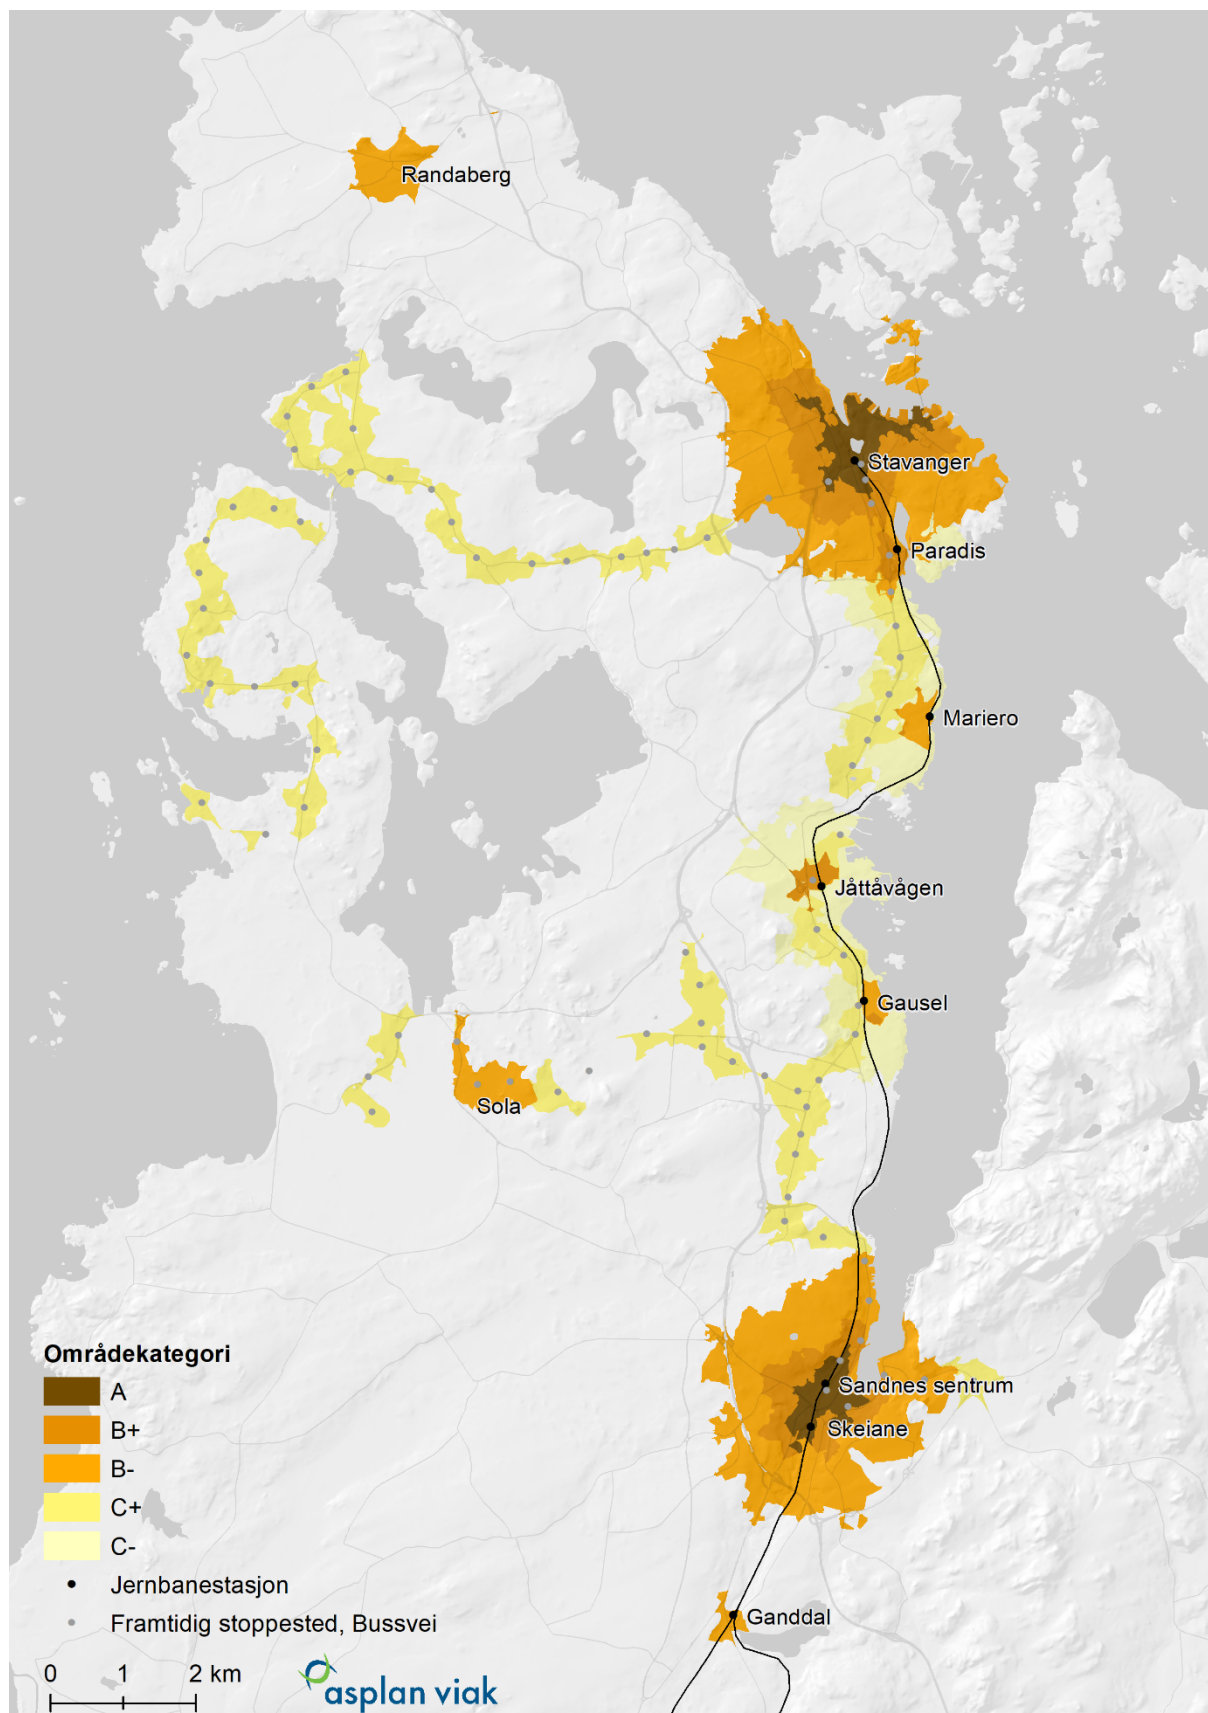 Randaberg
Stavanger
Paradis
Mariero
Jåttåvågen
Gausel
Sola
Sandnes sentrum
Skeiane
Ganddal
Områdekategori
A
B+
B-
C+
C-
Jernbanestasjon
Framtidig stoppested, Bussvei
0 1 2 km
asplan viak